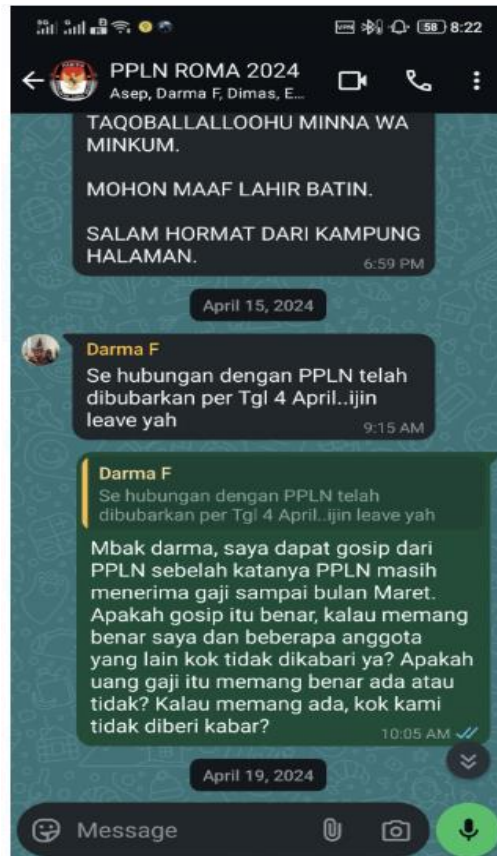 58 8:22
PPLN ROMA 2024
Asep, Darma F, Dimas, E...
TAQOBALLALLOOHU MINNA WA
MINKUM.
MOHON MAAF LAHIR BATIN.
SALAM HORMAT DARI KAMPUNG
HALAMAN.
6:59 PM
April 15, 2024
Darma F
Se hubungan dengan PPLN telah
dibubarkan per Tgl 4 April..ijin
leave yah
9:15 AM
Darma F
Se hubungan dengan PPLN telah
dibubarkan per Tgl 4 April..ijin leave yah
Mbak darma, saya dapat gosip dari
PPLN sebelah katanya PPLN masih
menerima gaji sampai bulan Maret.
Apakah gosip itu benar, kalau memang
benar saya dan beberapa anggota
yang lain kok tidak dikabari ya? Apakah
uang gaji itu memang benar ada atau
tidak? Kalau memang ada, kok kami
tidak diberi kabar?
10:05 AM
April 19, 2024
Message